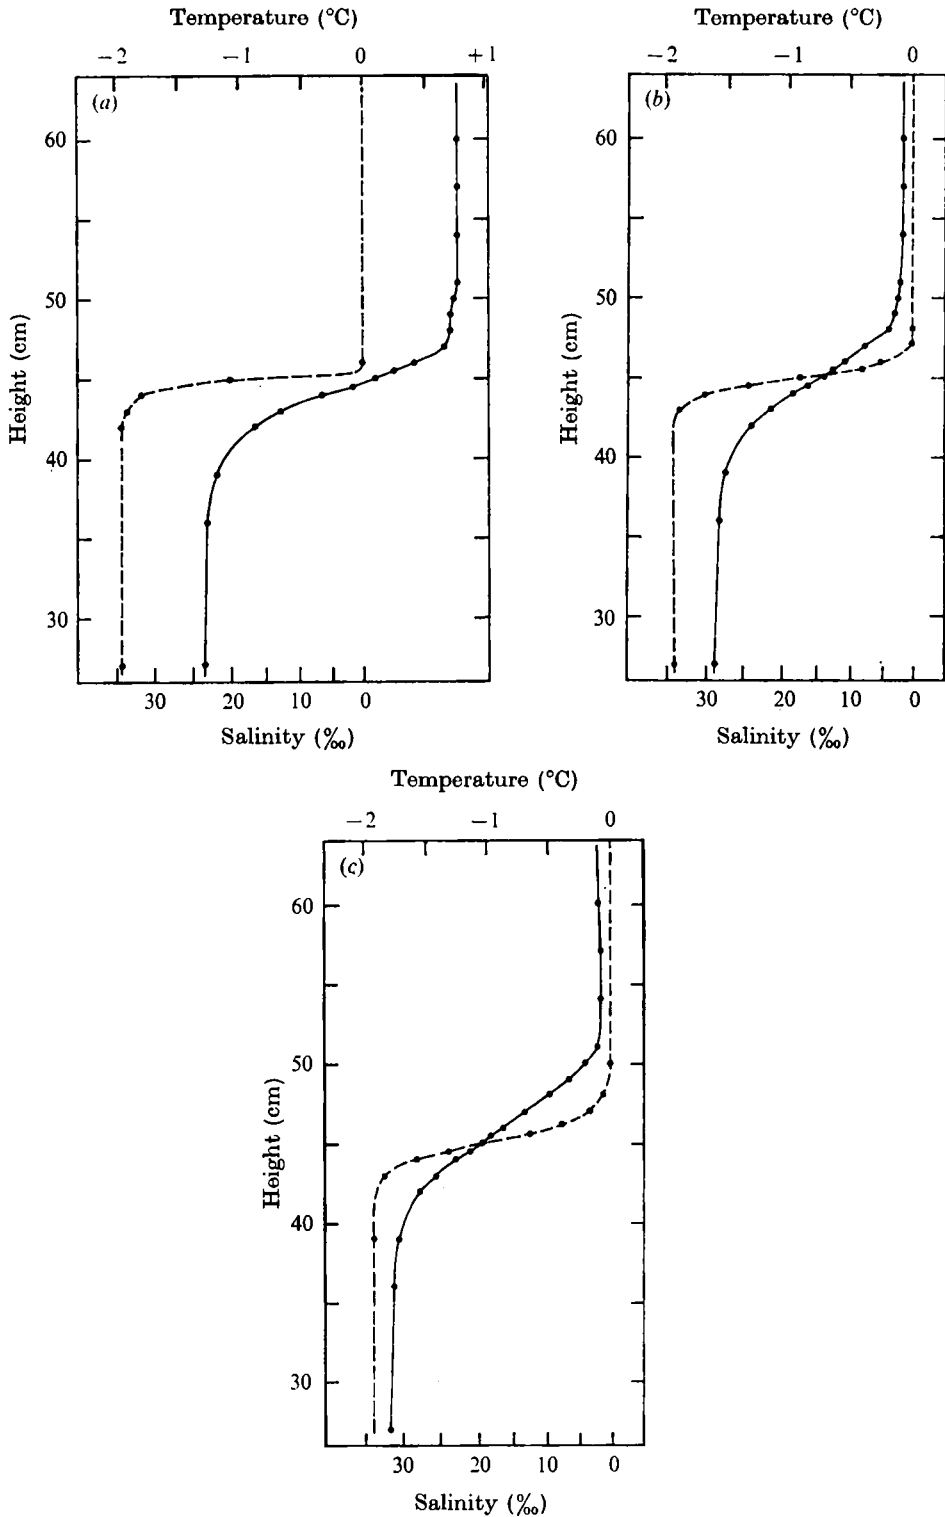 Temperature (°C)
−2 −1 0 +1
(a)
60
50
40
30
Height (cm)
30 20 10 0
Salinity (‰)
Temperature (°C)
−2 −1 0
(b)
60
50
40
30
Height (cm)
30 20 10 0
Salinity (‰)
Temperature (°C)
−2 −1 0
(c)
60
50
40
30
Height (cm)
30 20 10 0
Salinity (‰)